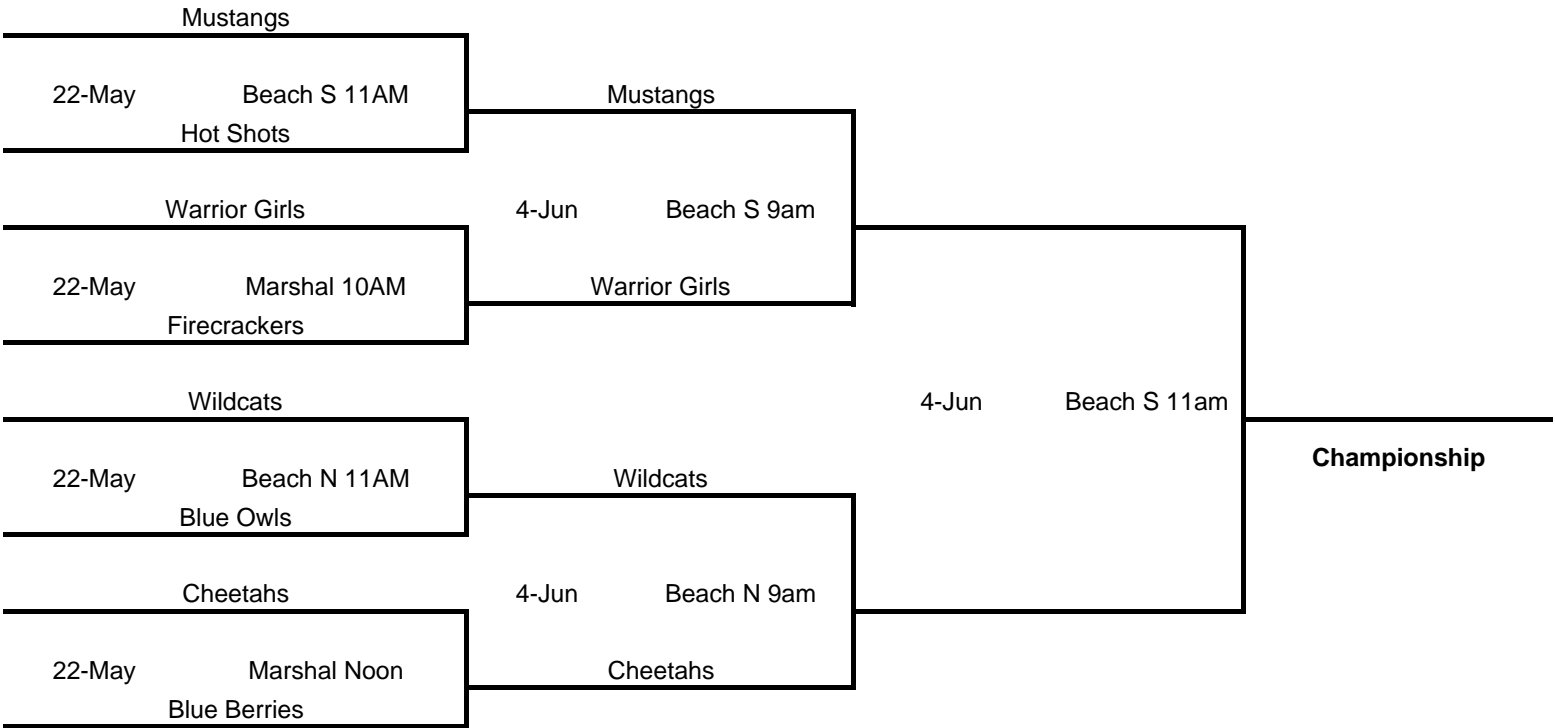 Mustangs
22-May Beach S 11AM Mustangs
Hot Shots
Warrior Girls 4-Jun Beach S 9am
22-May Marshal 10AM Warrior Girls
Firecrackers
Wildcats 4-Jun Beach S 11am
Championship
22-May Beach N 11AM Wildcats
Blue Owls
Cheetahs 4-Jun Beach N 9am
22-May Marshal Noon Cheetahs
Blue Berries